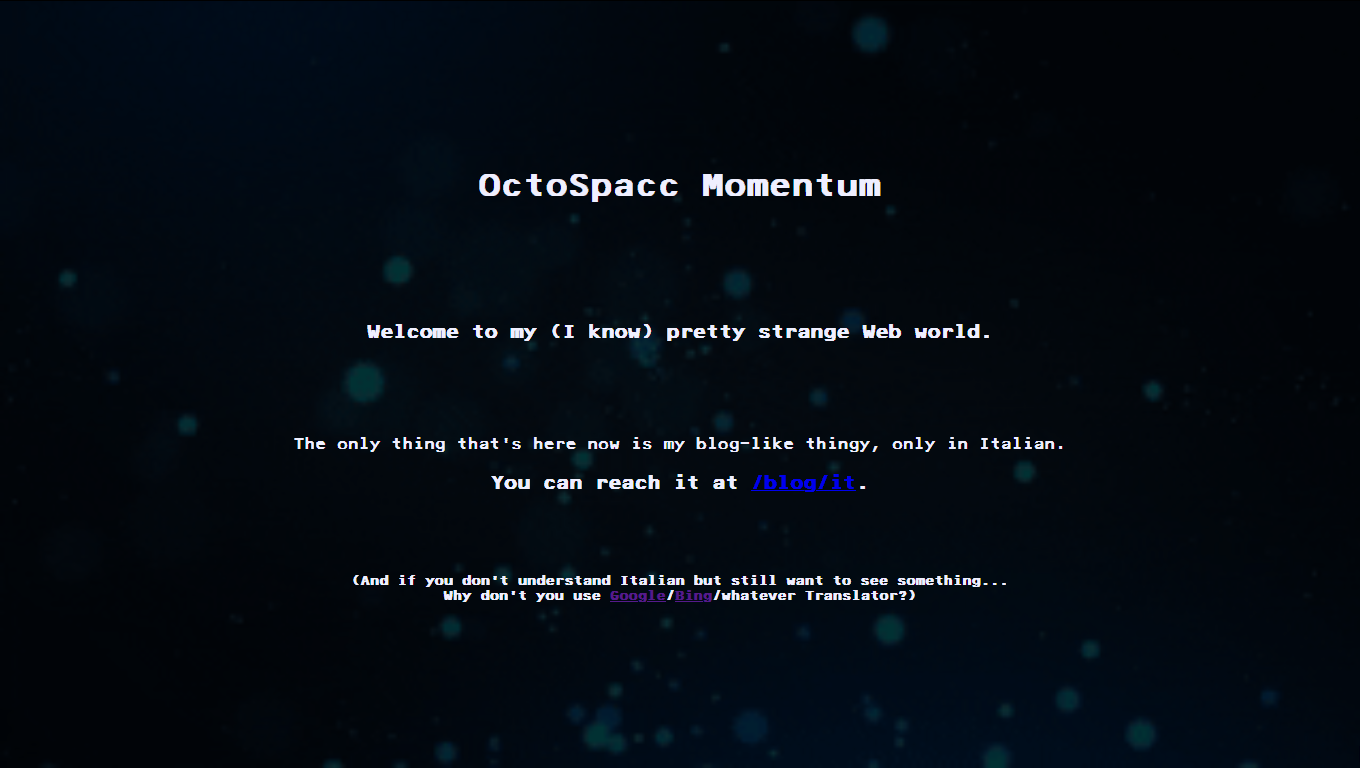 OctoSpacc Momentum
Welcome to my (I know) pretty strange Web world.
The only thing that's here now is my blog-like thingy, only in Italian.
You can reach it at /blog/it.
(And if you don't understand Italian but still want to see something...
Why don't you use Google/Bing/whatever Translator?)